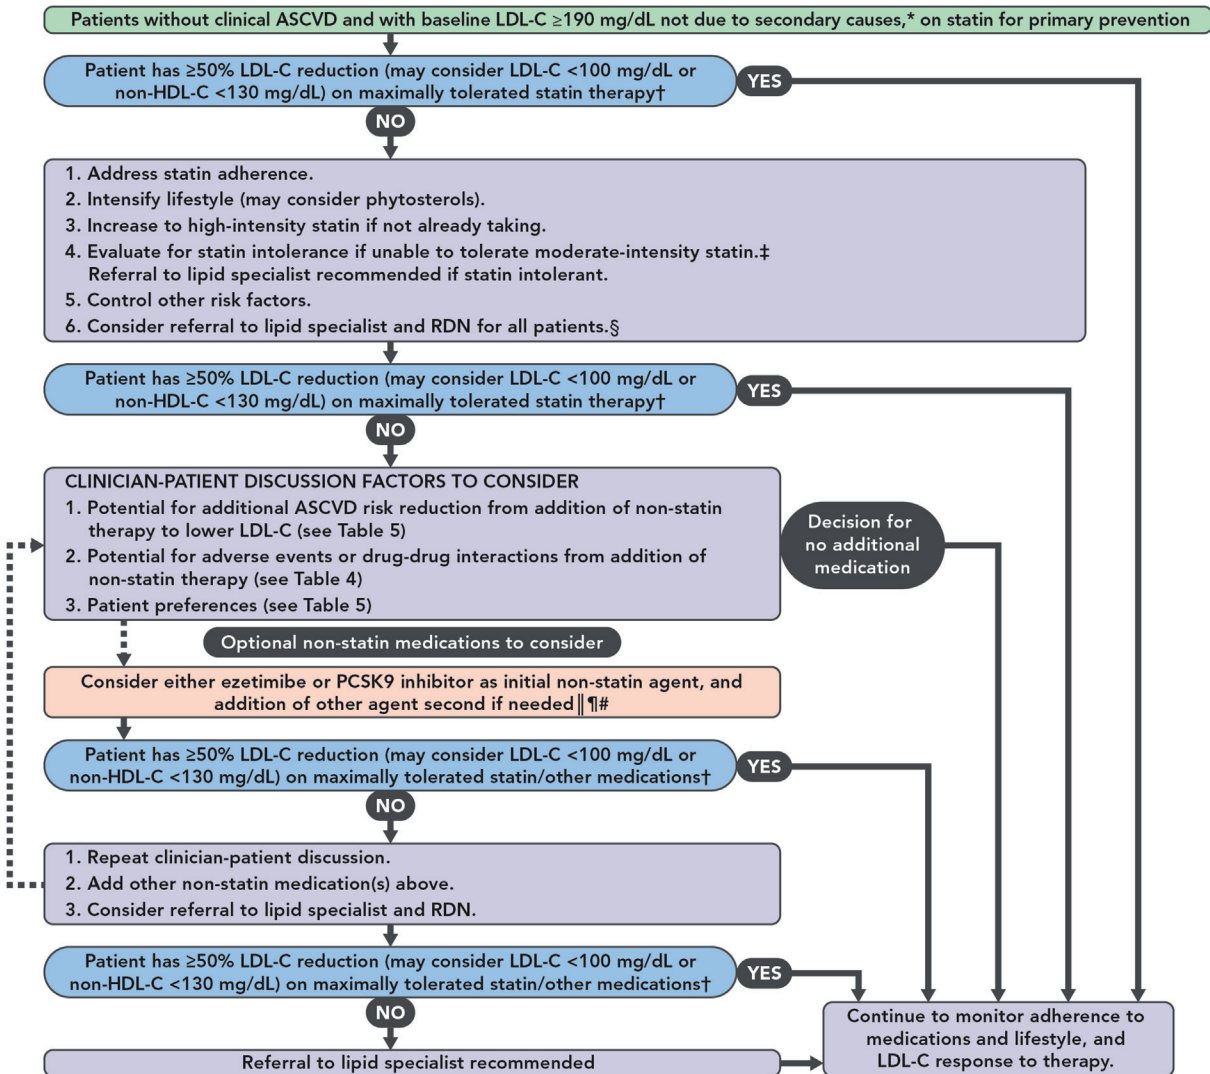 Patients without clinical ASCVD and with baseline LDL-C ≥190 mg/dL not due to secondary causes,* on statin for primary prevention
Patient has ≥50% LDL-C reduction (may consider LDL-C <100 mg/dL or
non-HDL-C <130 mg/dL) on maximally tolerated statin therapy†
YES
NO
1. Address statin adherence.
2. Intensify lifestyle (may consider phytosterols).
3. Increase to high-intensity statin if not already taking.
4. Evaluate for statin intolerance if unable to tolerate moderate-intensity statin.‡
Referral to lipid specialist recommended if statin intolerant.
5. Control other risk factors.
6. Consider referral to lipid specialist and RDN for all patients.§
Patient has ≥50% LDL-C reduction (may consider LDL-C <100 mg/dL or
non-HDL-C <130 mg/dL) on maximally tolerated statin therapy†
YES
NO
CLINICIAN-PATIENT DISCUSSION FACTORS TO CONSIDER
1. Potential for additional ASCVD risk reduction from addition of non-statin
therapy to lower LDL-C (see Table 5)
2. Potential for adverse events or drug-drug interactions from addition of
non-statin therapy (see Table 4)
3. Patient preferences (see Table 5)
Decision for
no additional
medication
Optional non-statin medications to consider
Consider either ezetimibe or PCSK9 inhibitor as initial non-statin agent, and
addition of other agent second if needed‖¶#
Patient has ≥50% LDL-C reduction (may consider LDL-C <100 mg/dL or
non-HDL-C <130 mg/dL) on maximally tolerated statin/other medications†
YES
NO
1. Repeat clinician-patient discussion.
2. Add other non-statin medication(s) above.
3. Consider referral to lipid specialist and RDN.
Patient has ≥50% LDL-C reduction (may consider LDL-C <100 mg/dL or
non-HDL-C <130 mg/dL) on maximally tolerated statin/other medications†
YES
NO
Referral to lipid specialist recommended
Continue to monitor adherence to
medications and lifestyle, and
LDL-C response to therapy.